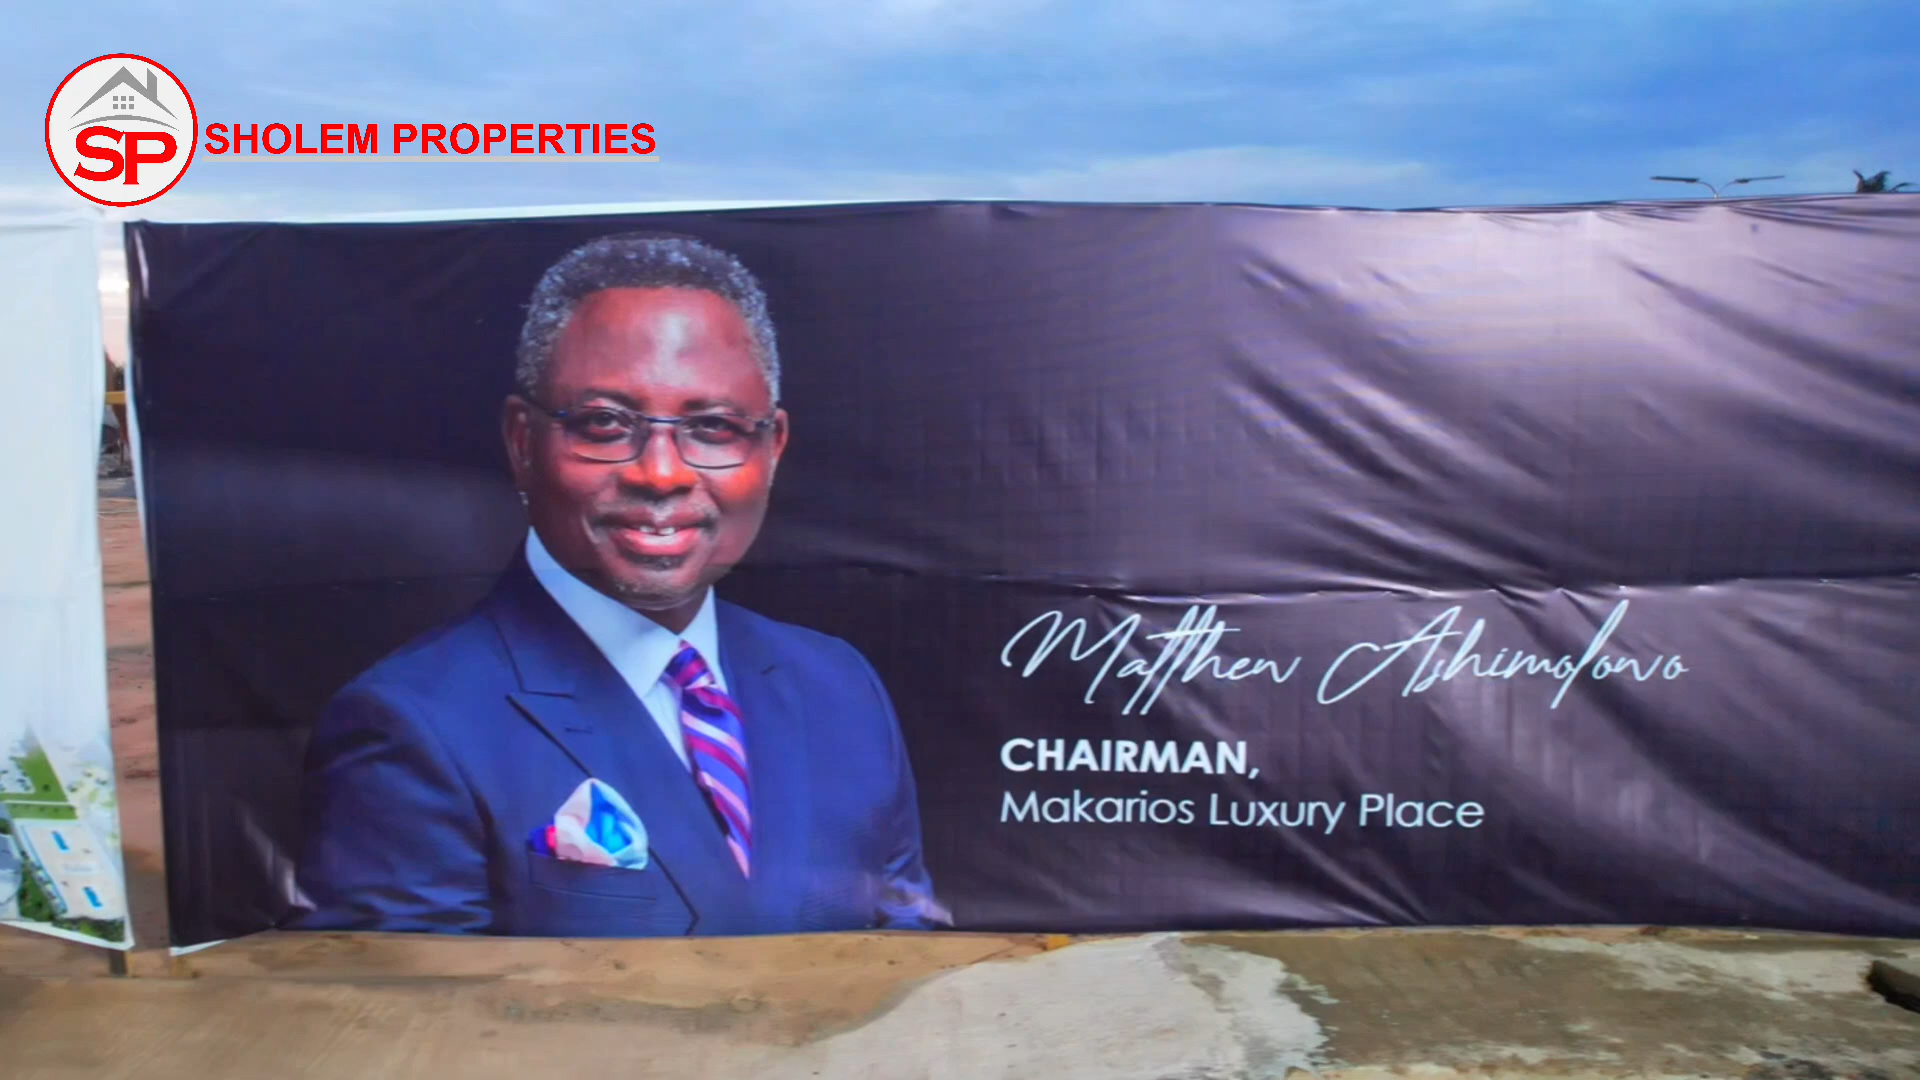 SP
SHOLEM PROPERTIES
Matthew Ashimolowo
CHAIRMAN,
Makarios Luxury Place